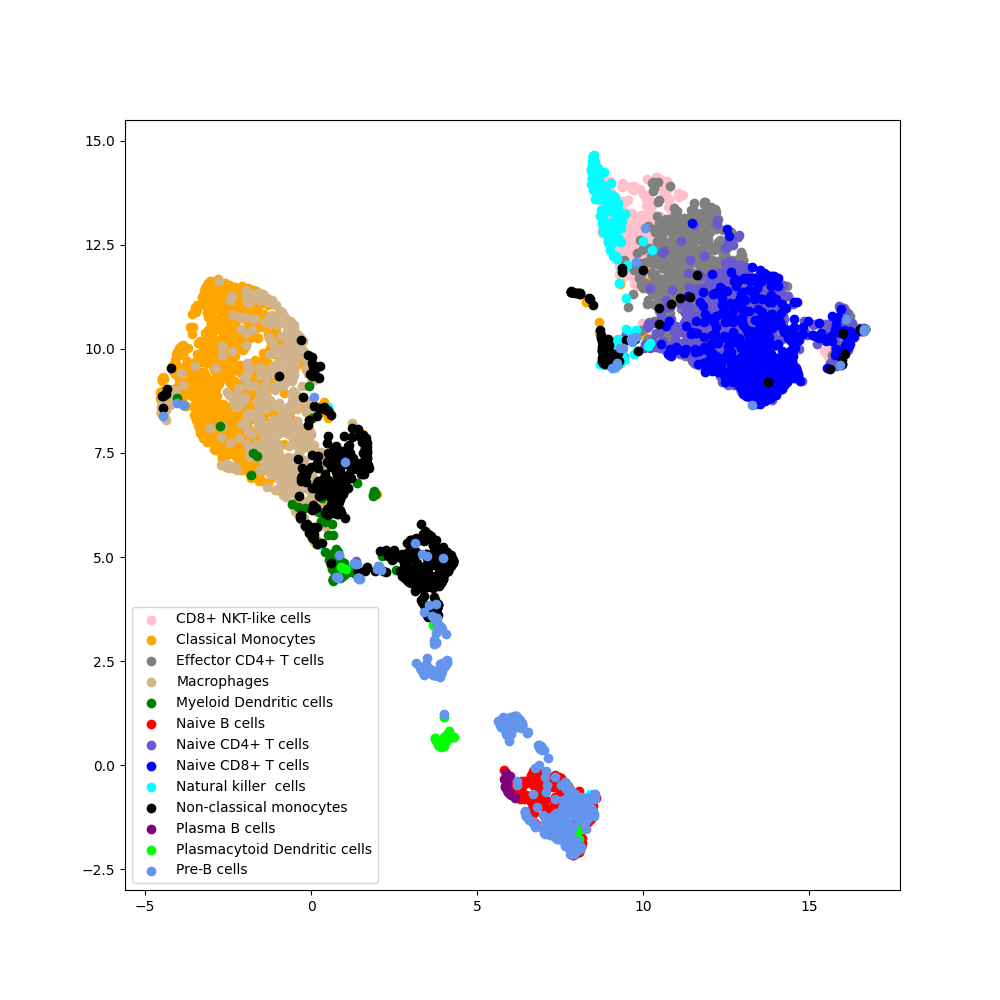 15.0
12.5
10.0
7.5
5.0
2.5
0.0
−2.5
CD8+ NKT-like cells
Classical Monocytes
Effector CD4+ T cells
Macrophages
Myeloid Dendritic cells
Naive B cells
Naive CD4+ T cells
Naive CD8+ T cells
Natural killer  cells
Non-classical monocytes
Plasma B cells
Plasmacytoid Dendritic cells
Pre-B cells
−5 0 5 10 15